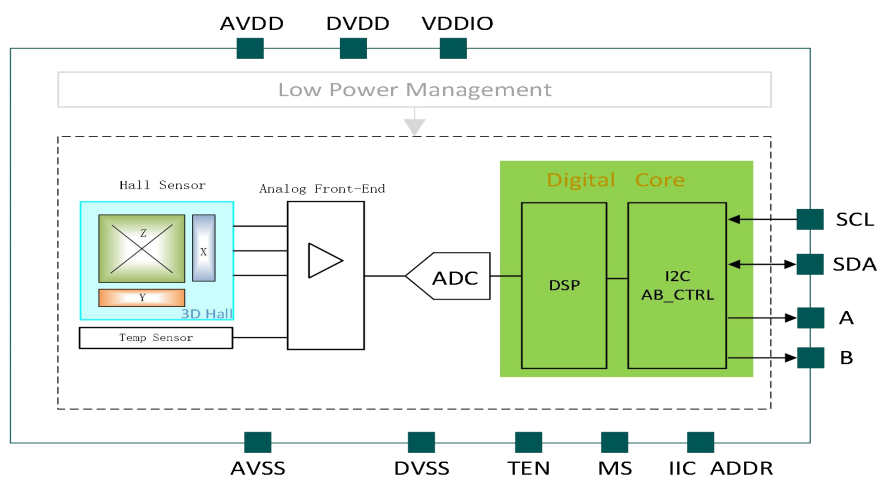 AVDD DVDD VDDIO
Low Power Management
Hall Sensor
Analog Front-End
Digital Core
Z
X
Y
3D Hall
Temp Sensor
ADC
DSP
I2C
AB_CTRL
SCL
SDA
A
B
AVSS DVSS TEN MS IIC ADDR